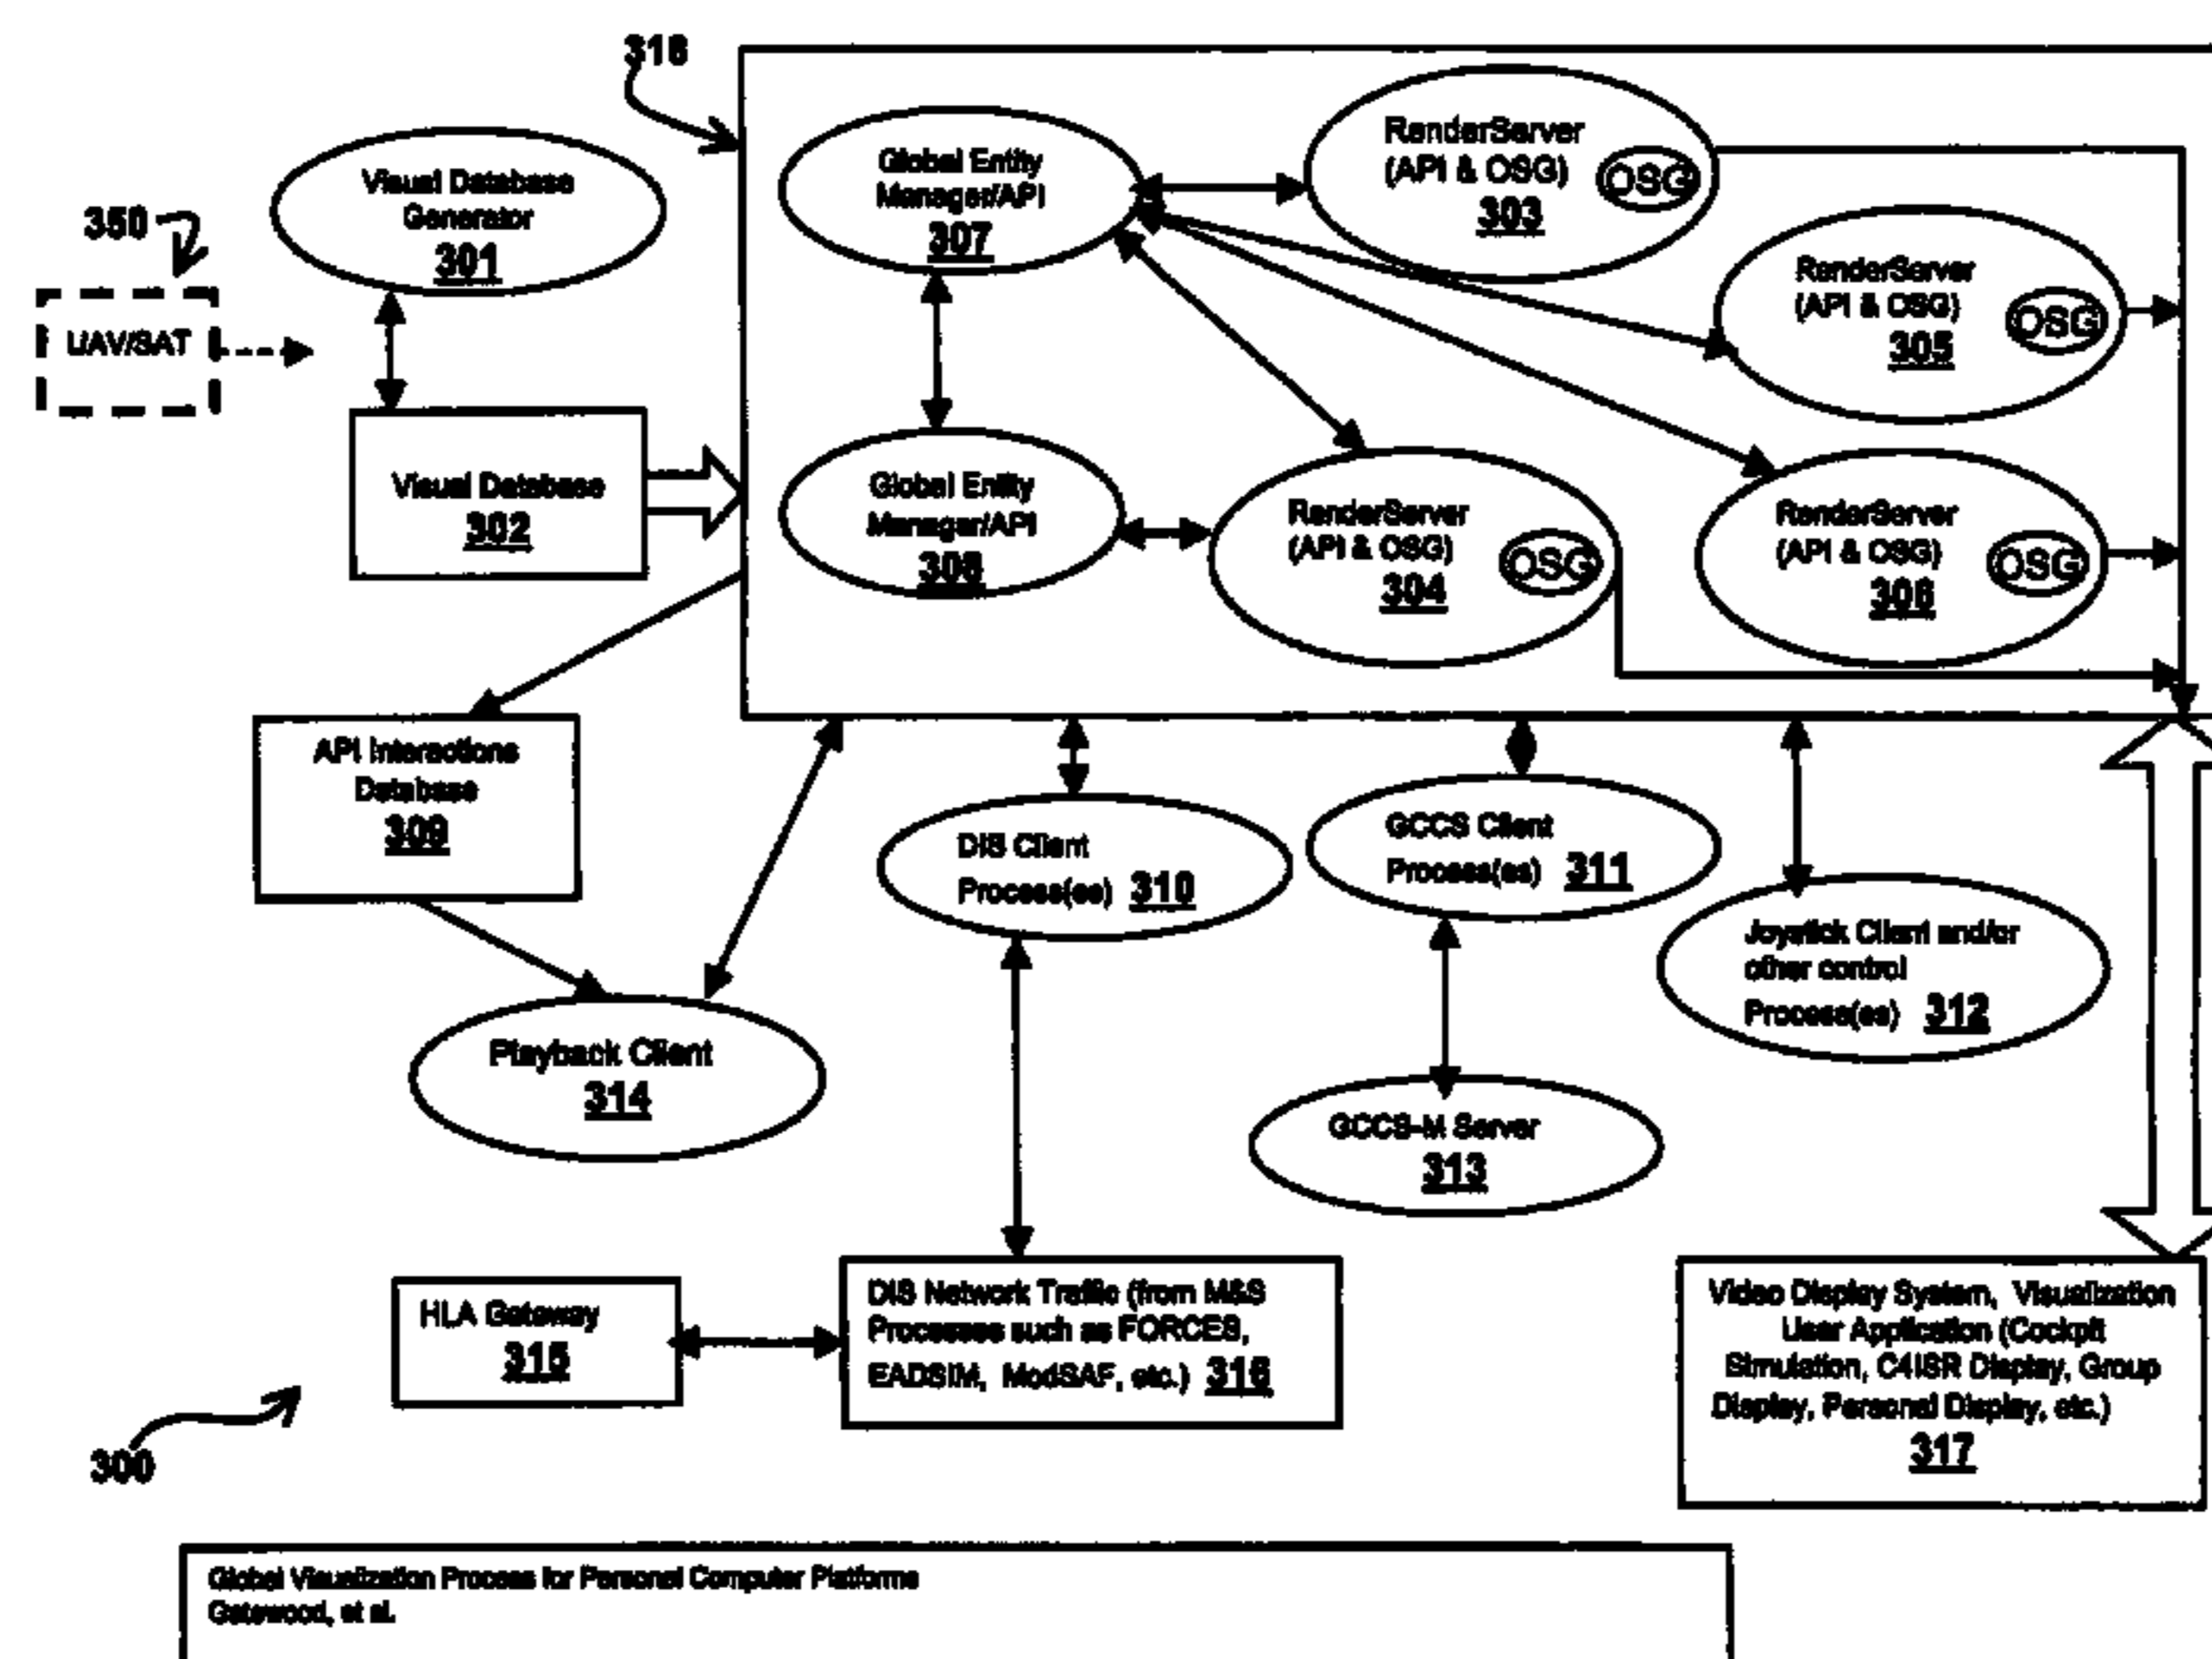 318
Visual Database
Generator
301
350
UAV/SAT
Visual Database
302
Global Entity
Manager/API
307
RenderServer
(API & OSG)
303
OSG
RenderServer
(API & OSG)
305
OSG
Global Entity
Manager/API
308
RenderServer
(API & OSG)
304
OSG
RenderServer
(API & OSG)
306
OSG
API Interactions
Database
309
DIS Client
Process(es) 310
GCCS Client
Process(es) 311
Joystick Client and/or
other control
Process(es) 312
Playback Client
314
GCCS-M Server
313
HLA Gateway
315
DIS Network Traffic (from M&S
Processes such as FORCES,
EADSIM, ModSAF, etc.) 316
Video Display System, Visualization
User Application (Cockpit
Simulation, C4ISR Display, Group
Display, Personal Display, etc.)
317
300
Global Visualization Process for Personal Computer Platforms
Gatewood, et al.